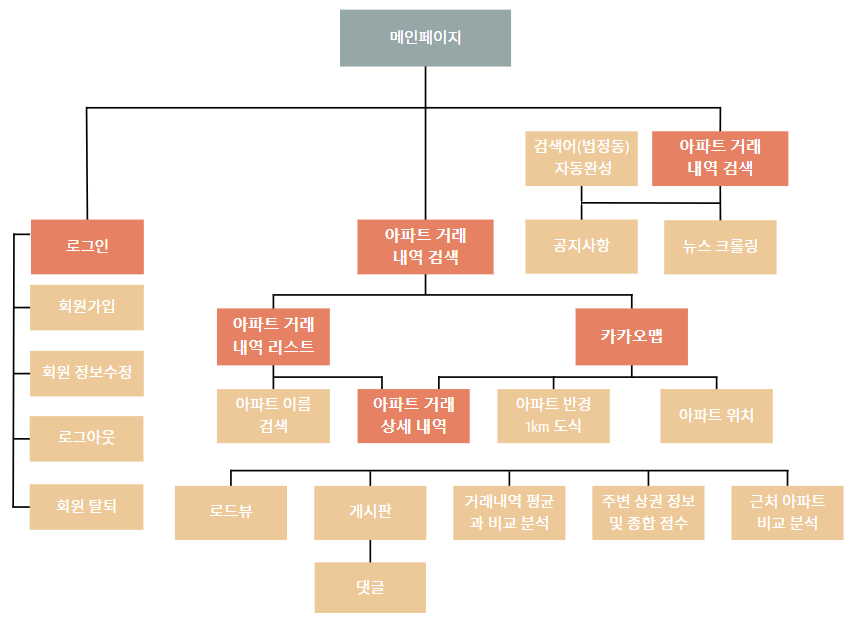 메인페이지
검색어(법정동)
자동완성
아파트 거래
내역 검색
로그인
아파트 거래
내역 검색
공지사항
뉴스 크롤링
회원가입
회원 정보수정
로그아웃
회원 탈퇴
아파트 거래
내역 리스트
카카오맵
아파트 이름
검색
아파트 거래
상세 내역
아파트 반경
1km 도식
아파트 위치
로드뷰
게시판
거래내역 평균
과 비교 분석
주변 상권 정보
및 종합 점수
근처 아파트
비교 분석
댓글